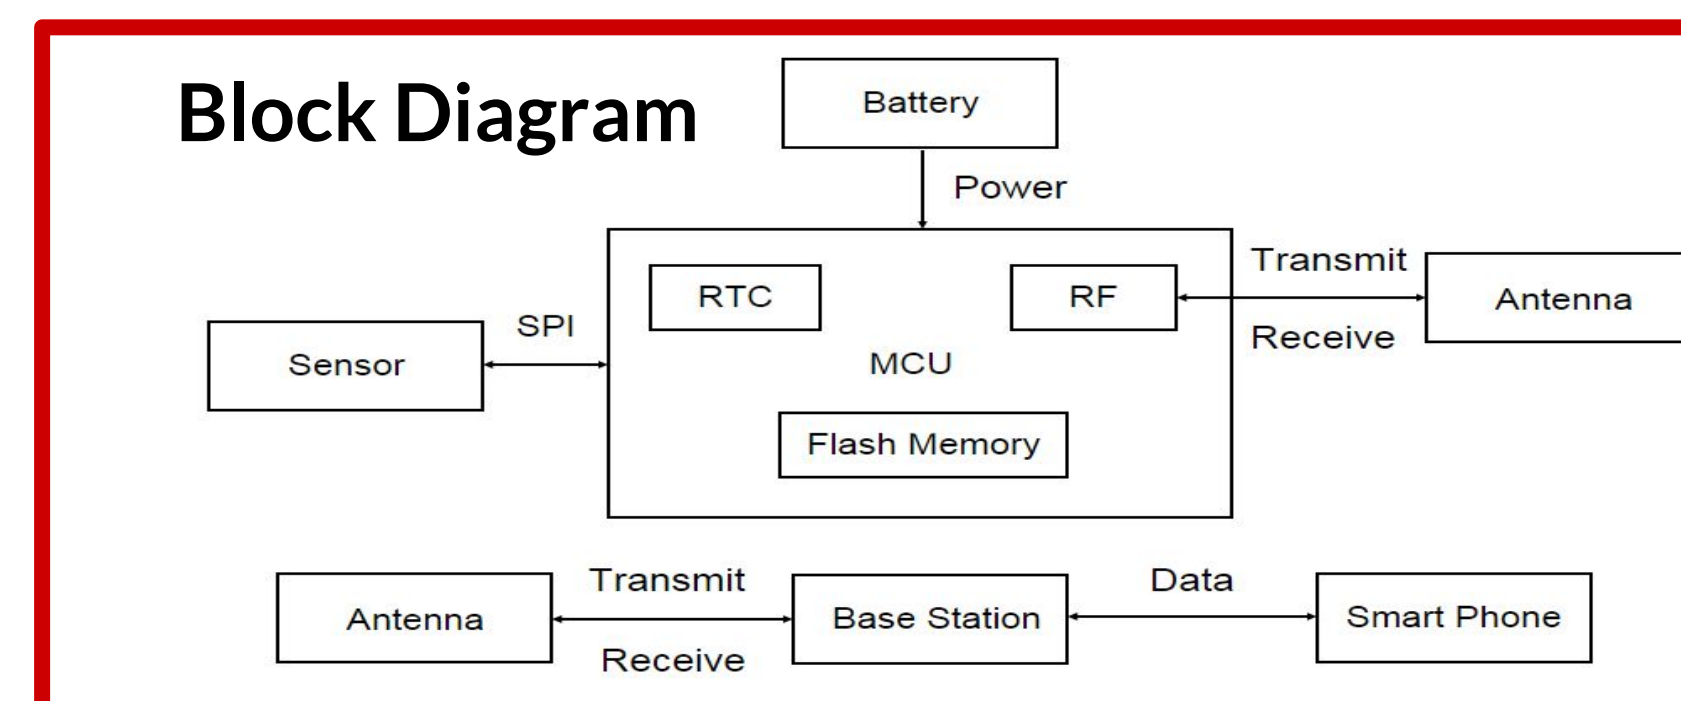 Block Diagram
Battery
Power
RTC
RF
Transmit
Receive
Antenna
SPI
Sensor
MCU
Flash Memory
Antenna
Transmit
Receive
Base Station
Data
Smart Phone